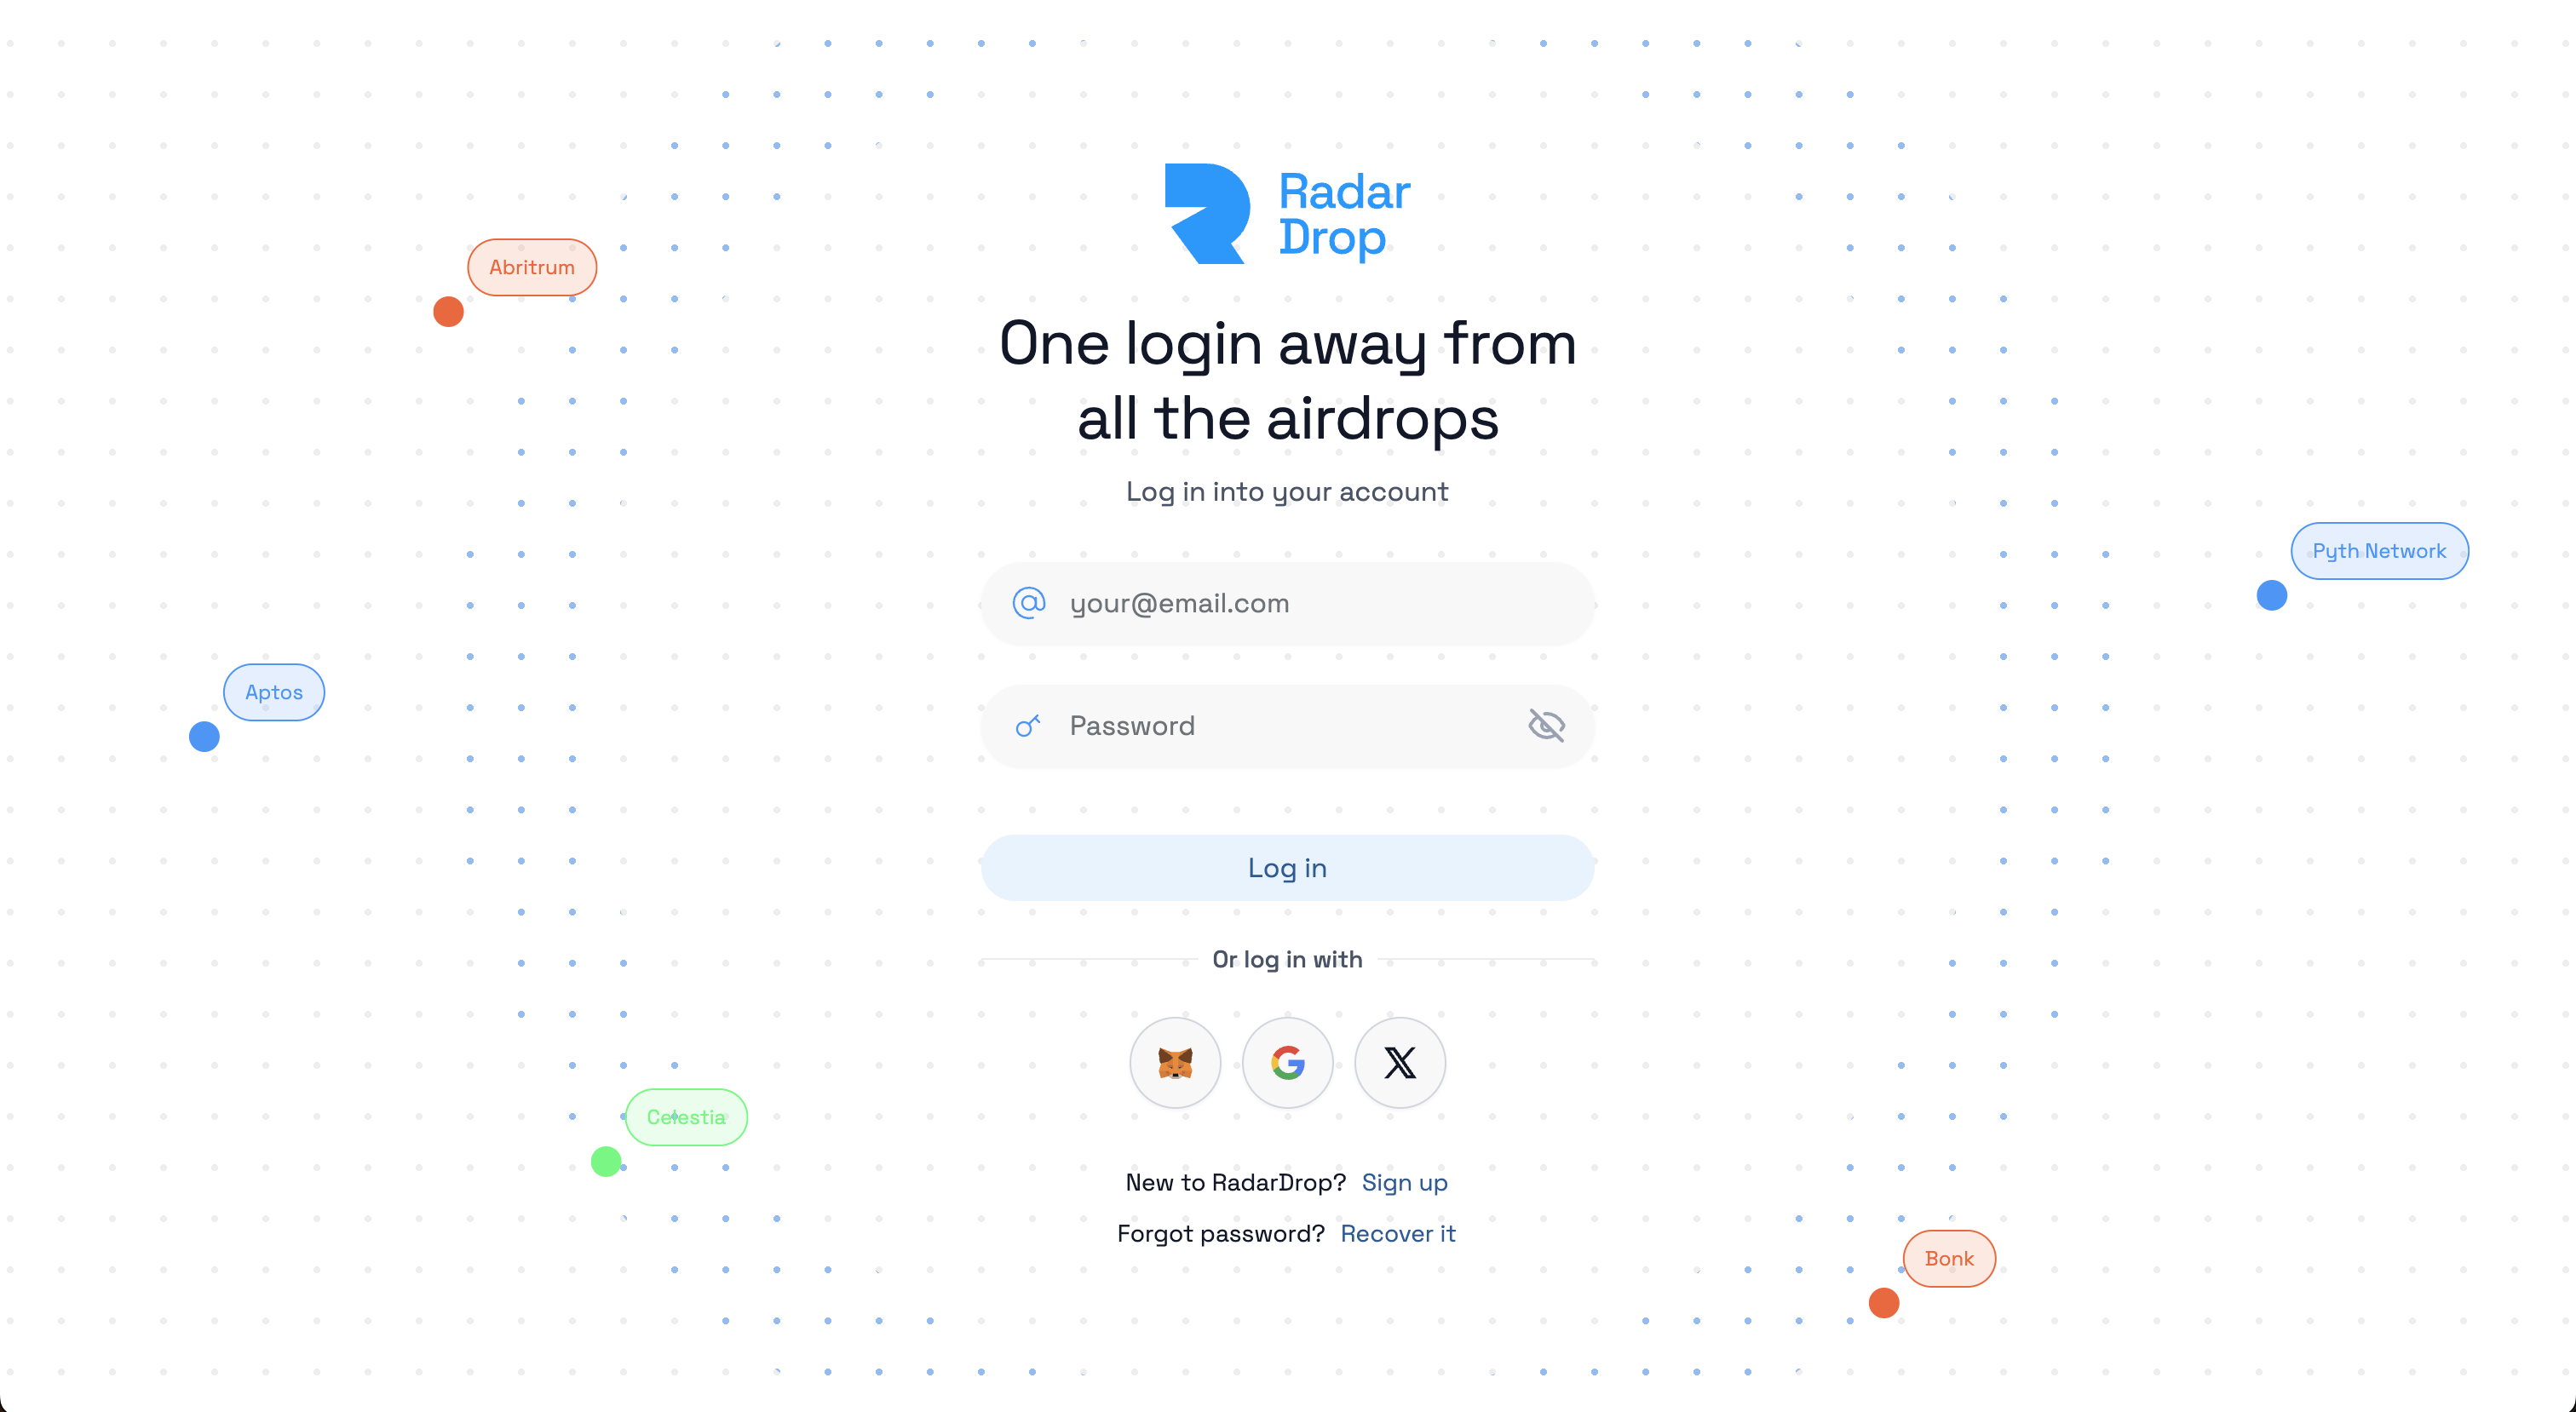 Radar
Drop
Abritrum
One login away from
all the airdrops
Log in into your account
Pyth Network
your@email.com
Aptos
Password
Log in
Or log in with
Celestia
New to RadarDrop? Sign up
Forgot password? Recover it
Bonk